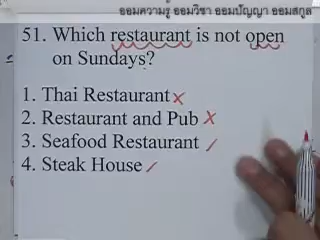 ออมความรู้ ออมวิชา ออมปัญญา ออมสกุล
51. Which restaurant is not open
on Sundays?
1. Thai Restaurant x
2. Restaurant and Pub x
3. Seafood Restaurant /
4. Steak House /